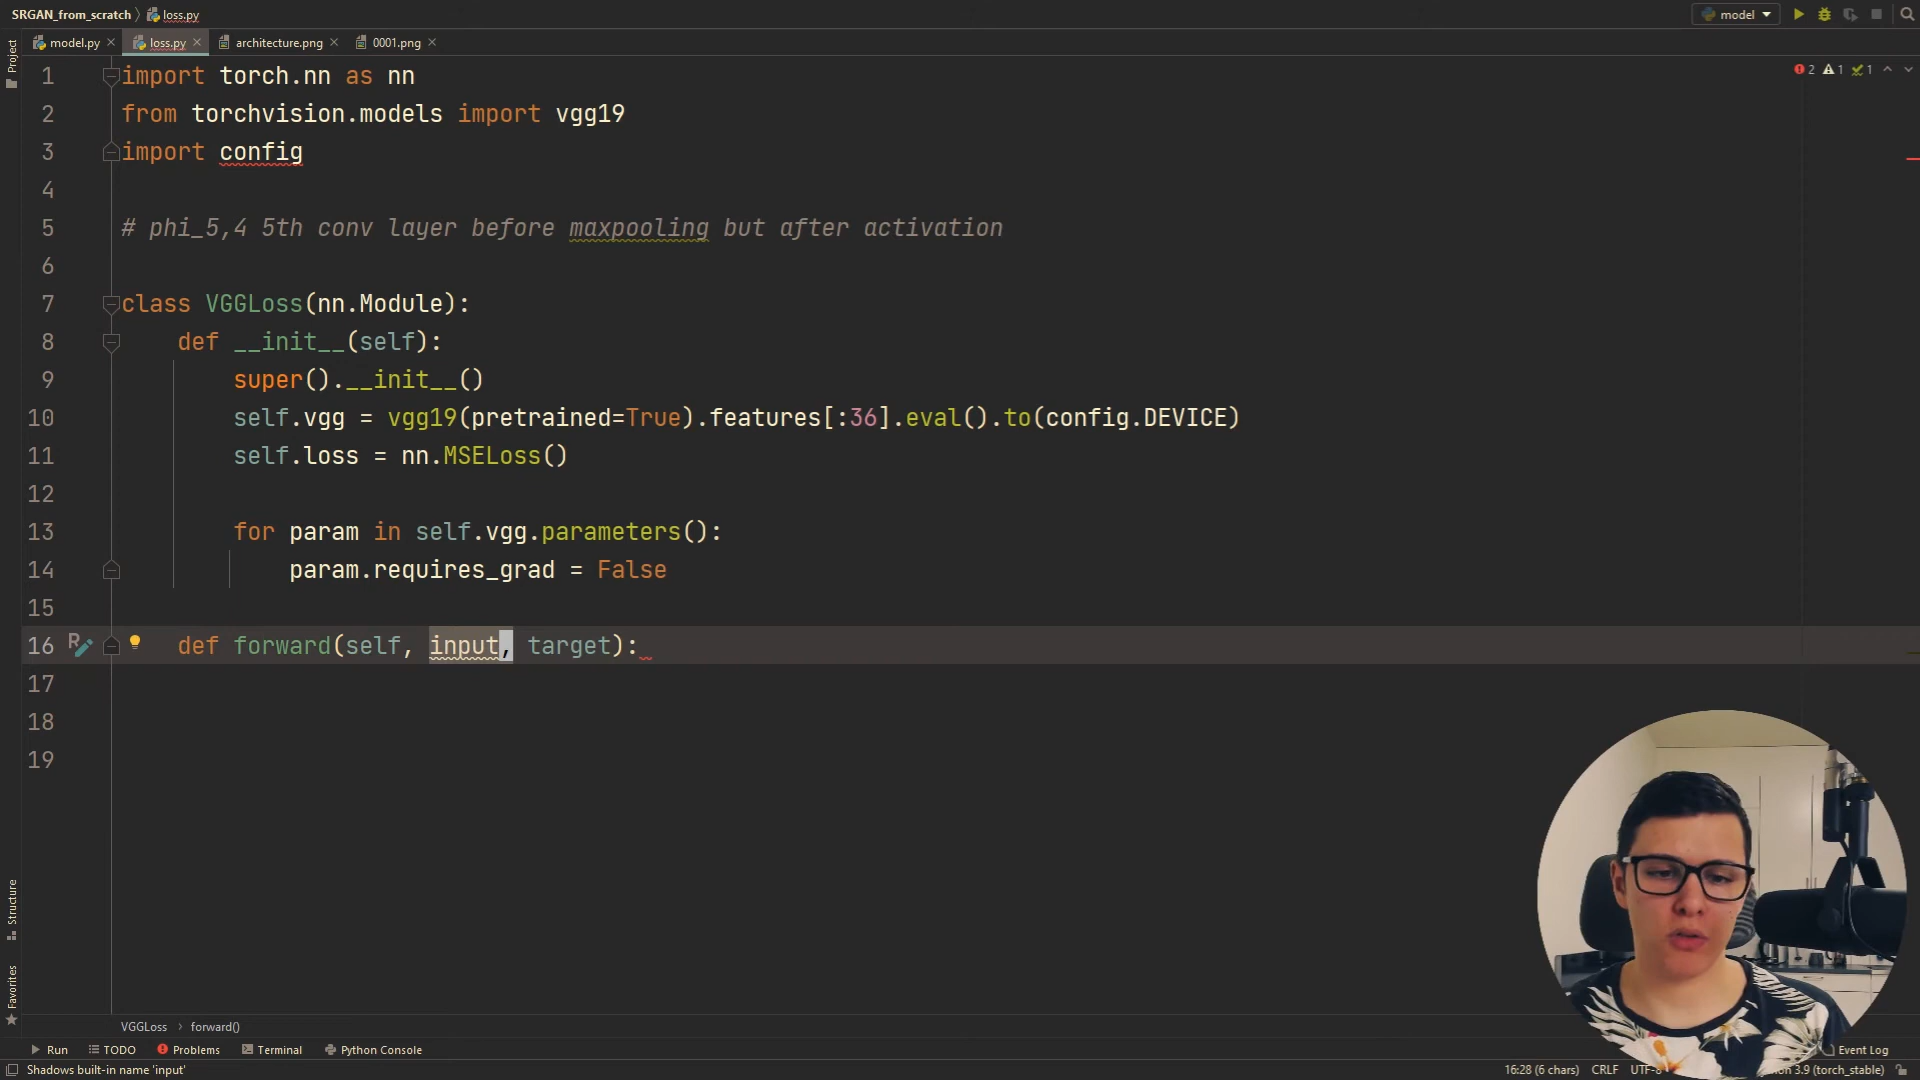 SRGAN_from_scratch loss.py model
model.py loss.py architecture.png 0001.png
Project
1 import torch.nn as nn
2 1 1
2 from torchvision.models import vgg19
3 import config
4
5 # phi_5,4 5th conv layer before maxpooling but after activation
6
7 class VGGLoss(nn.Module):
8 def __init__(self):
9 super().__init__()
10 self.vgg = vgg19(pretrained=True).features[:36].eval().to(config.DEVICE)
11 self.loss = nn.MSELoss()
12
13 for param in self.vgg.parameters():
14 param.requires_grad = False
15
16 def forward(self, input, target):
17
18
19
Structure
Favorites
VGGLoss forward()
Run TODO Problems Terminal Python Console Event Log
Shadows built-in name 'input' 16:28 (6 chars) CRLF UTF-8 3.9 (torch_stable)